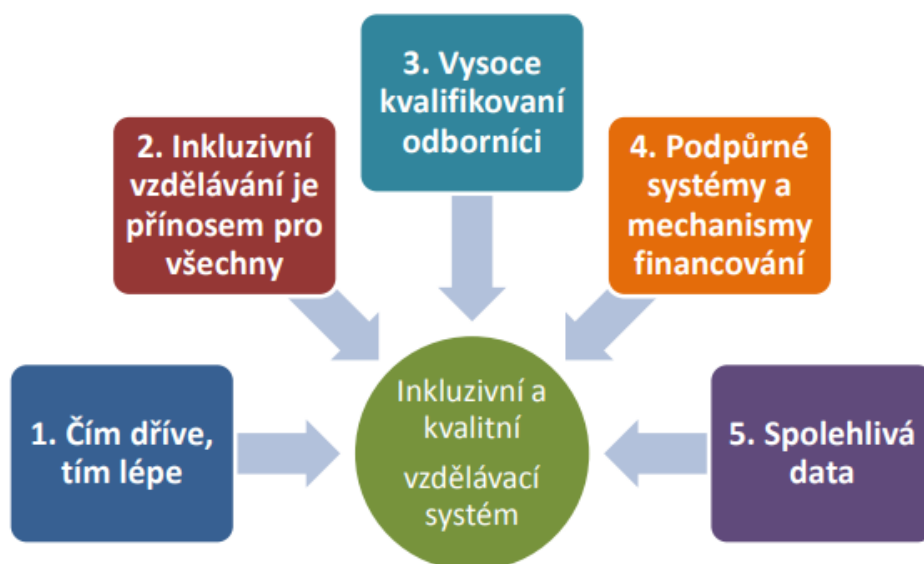 1. Čím dříve,
tím lépe
2. Inkluzivní
vzdělávání je
přínosem pro
všechny
3. Vysoce
kvalifikovaní
odborníci
4. Podpůrné
systémy a
mechanismy
financování
5. Spolehlivá
data
Inkluzivní a
kvalitní
vzdělávací
systém